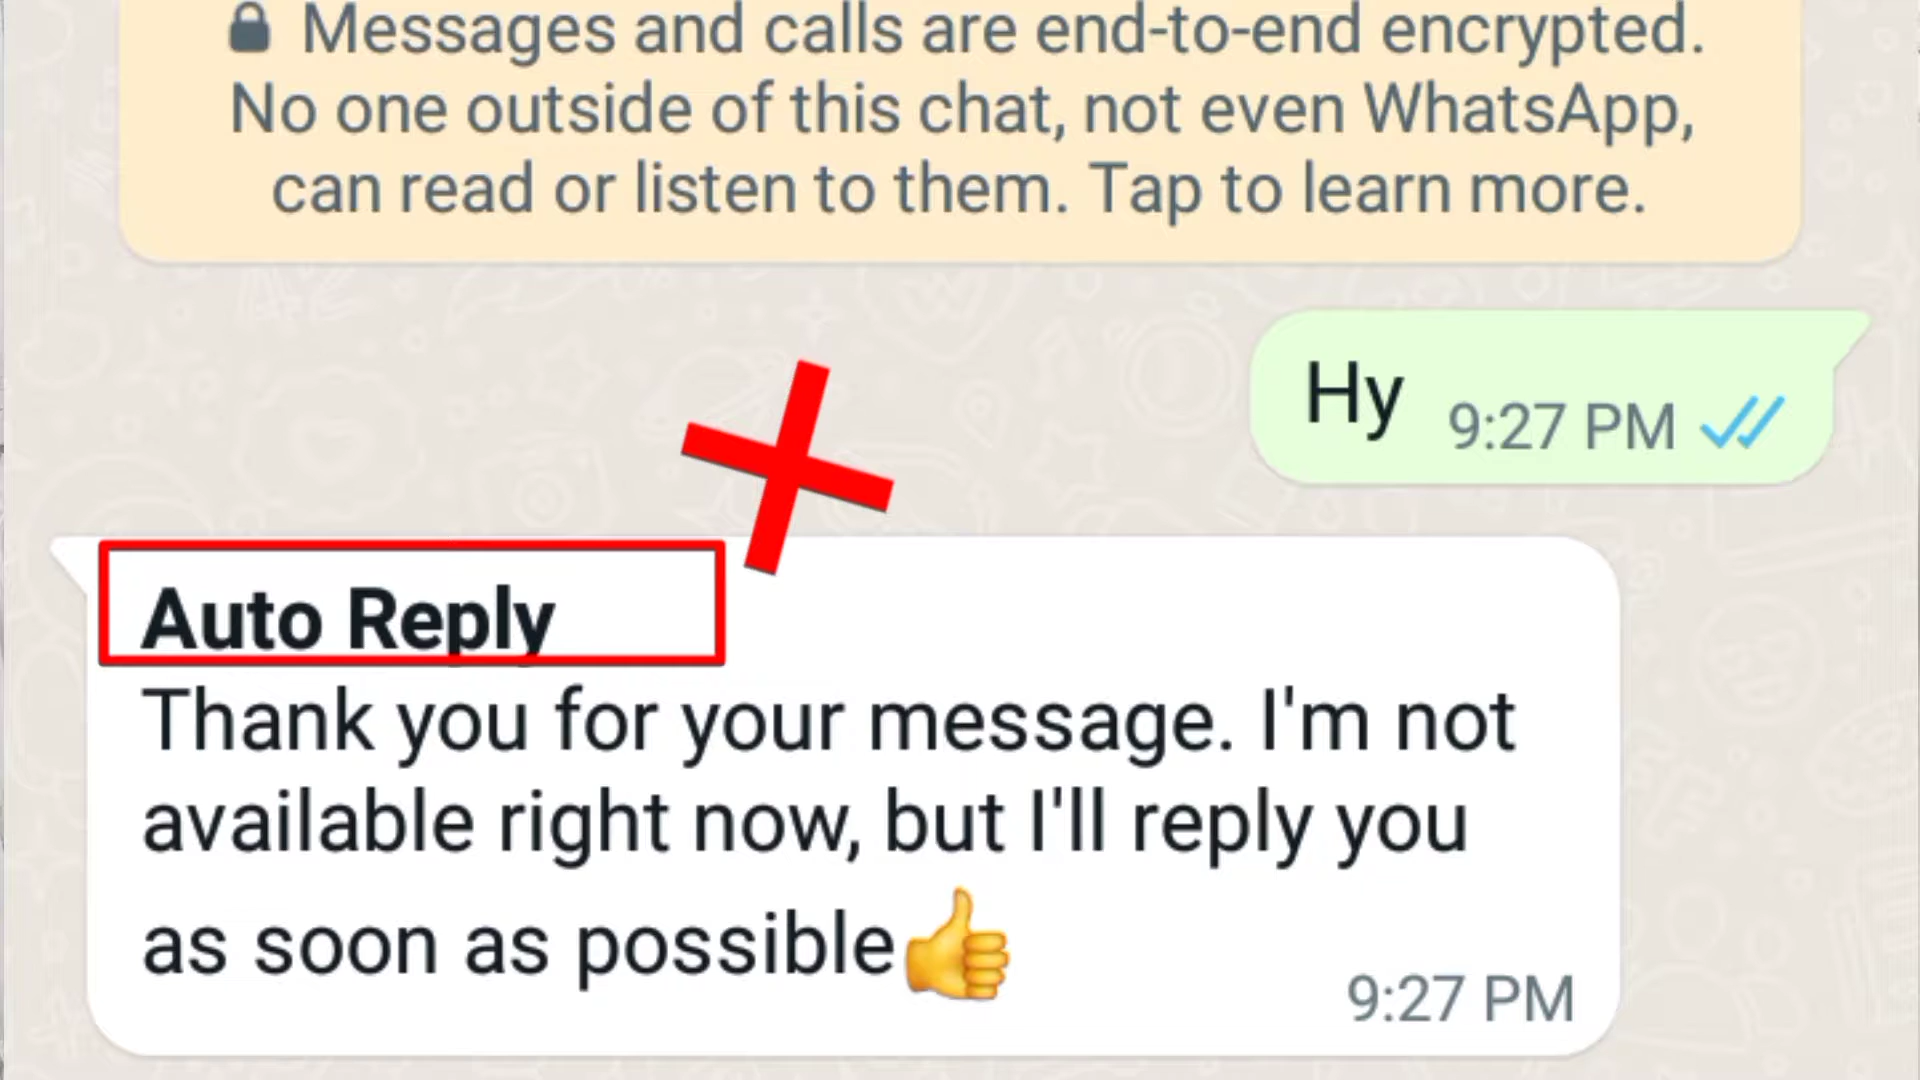 Messages and calls are end-to-end encrypted.
No one outside of this chat, not even WhatsApp,
can read or listen to them. Tap to learn more.
Hy 9:27 PM
Auto Reply
Thank you for your message. I'm not
available right now, but I'll reply you
as soon as possible👍
9:27 PM